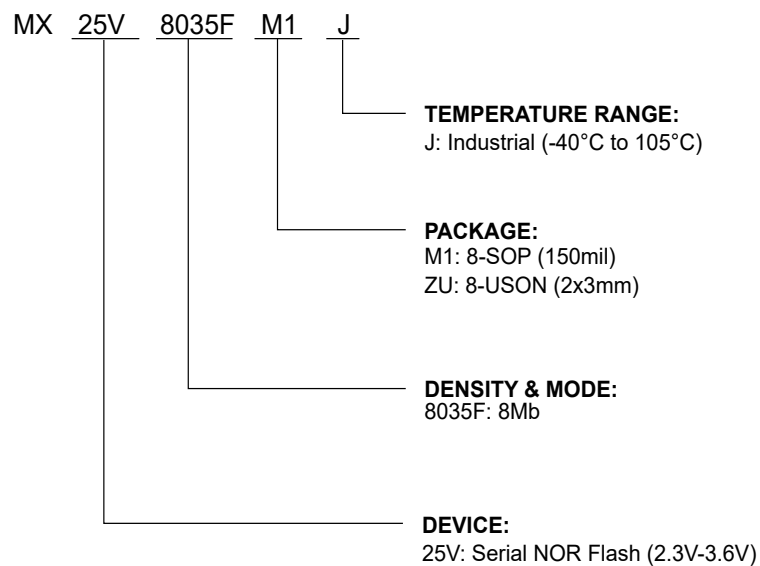 MX 25V 8035F M1 J
TEMPERATURE RANGE:
J: Industrial (-40°C to 105°C)
PACKAGE:
M1: 8-SOP (150mil)
ZU: 8-USON (2x3mm)
DENSITY & MODE:
8035F: 8Mb
DEVICE:
25V: Serial NOR Flash (2.3V-3.6V)